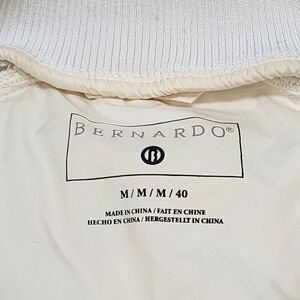 BERNARDO®
B
M / M / M / 40
MADE IN CHINA / FAIT EN CHINE
HECHO EN CHINA / HERGESTELLT IN CHINA